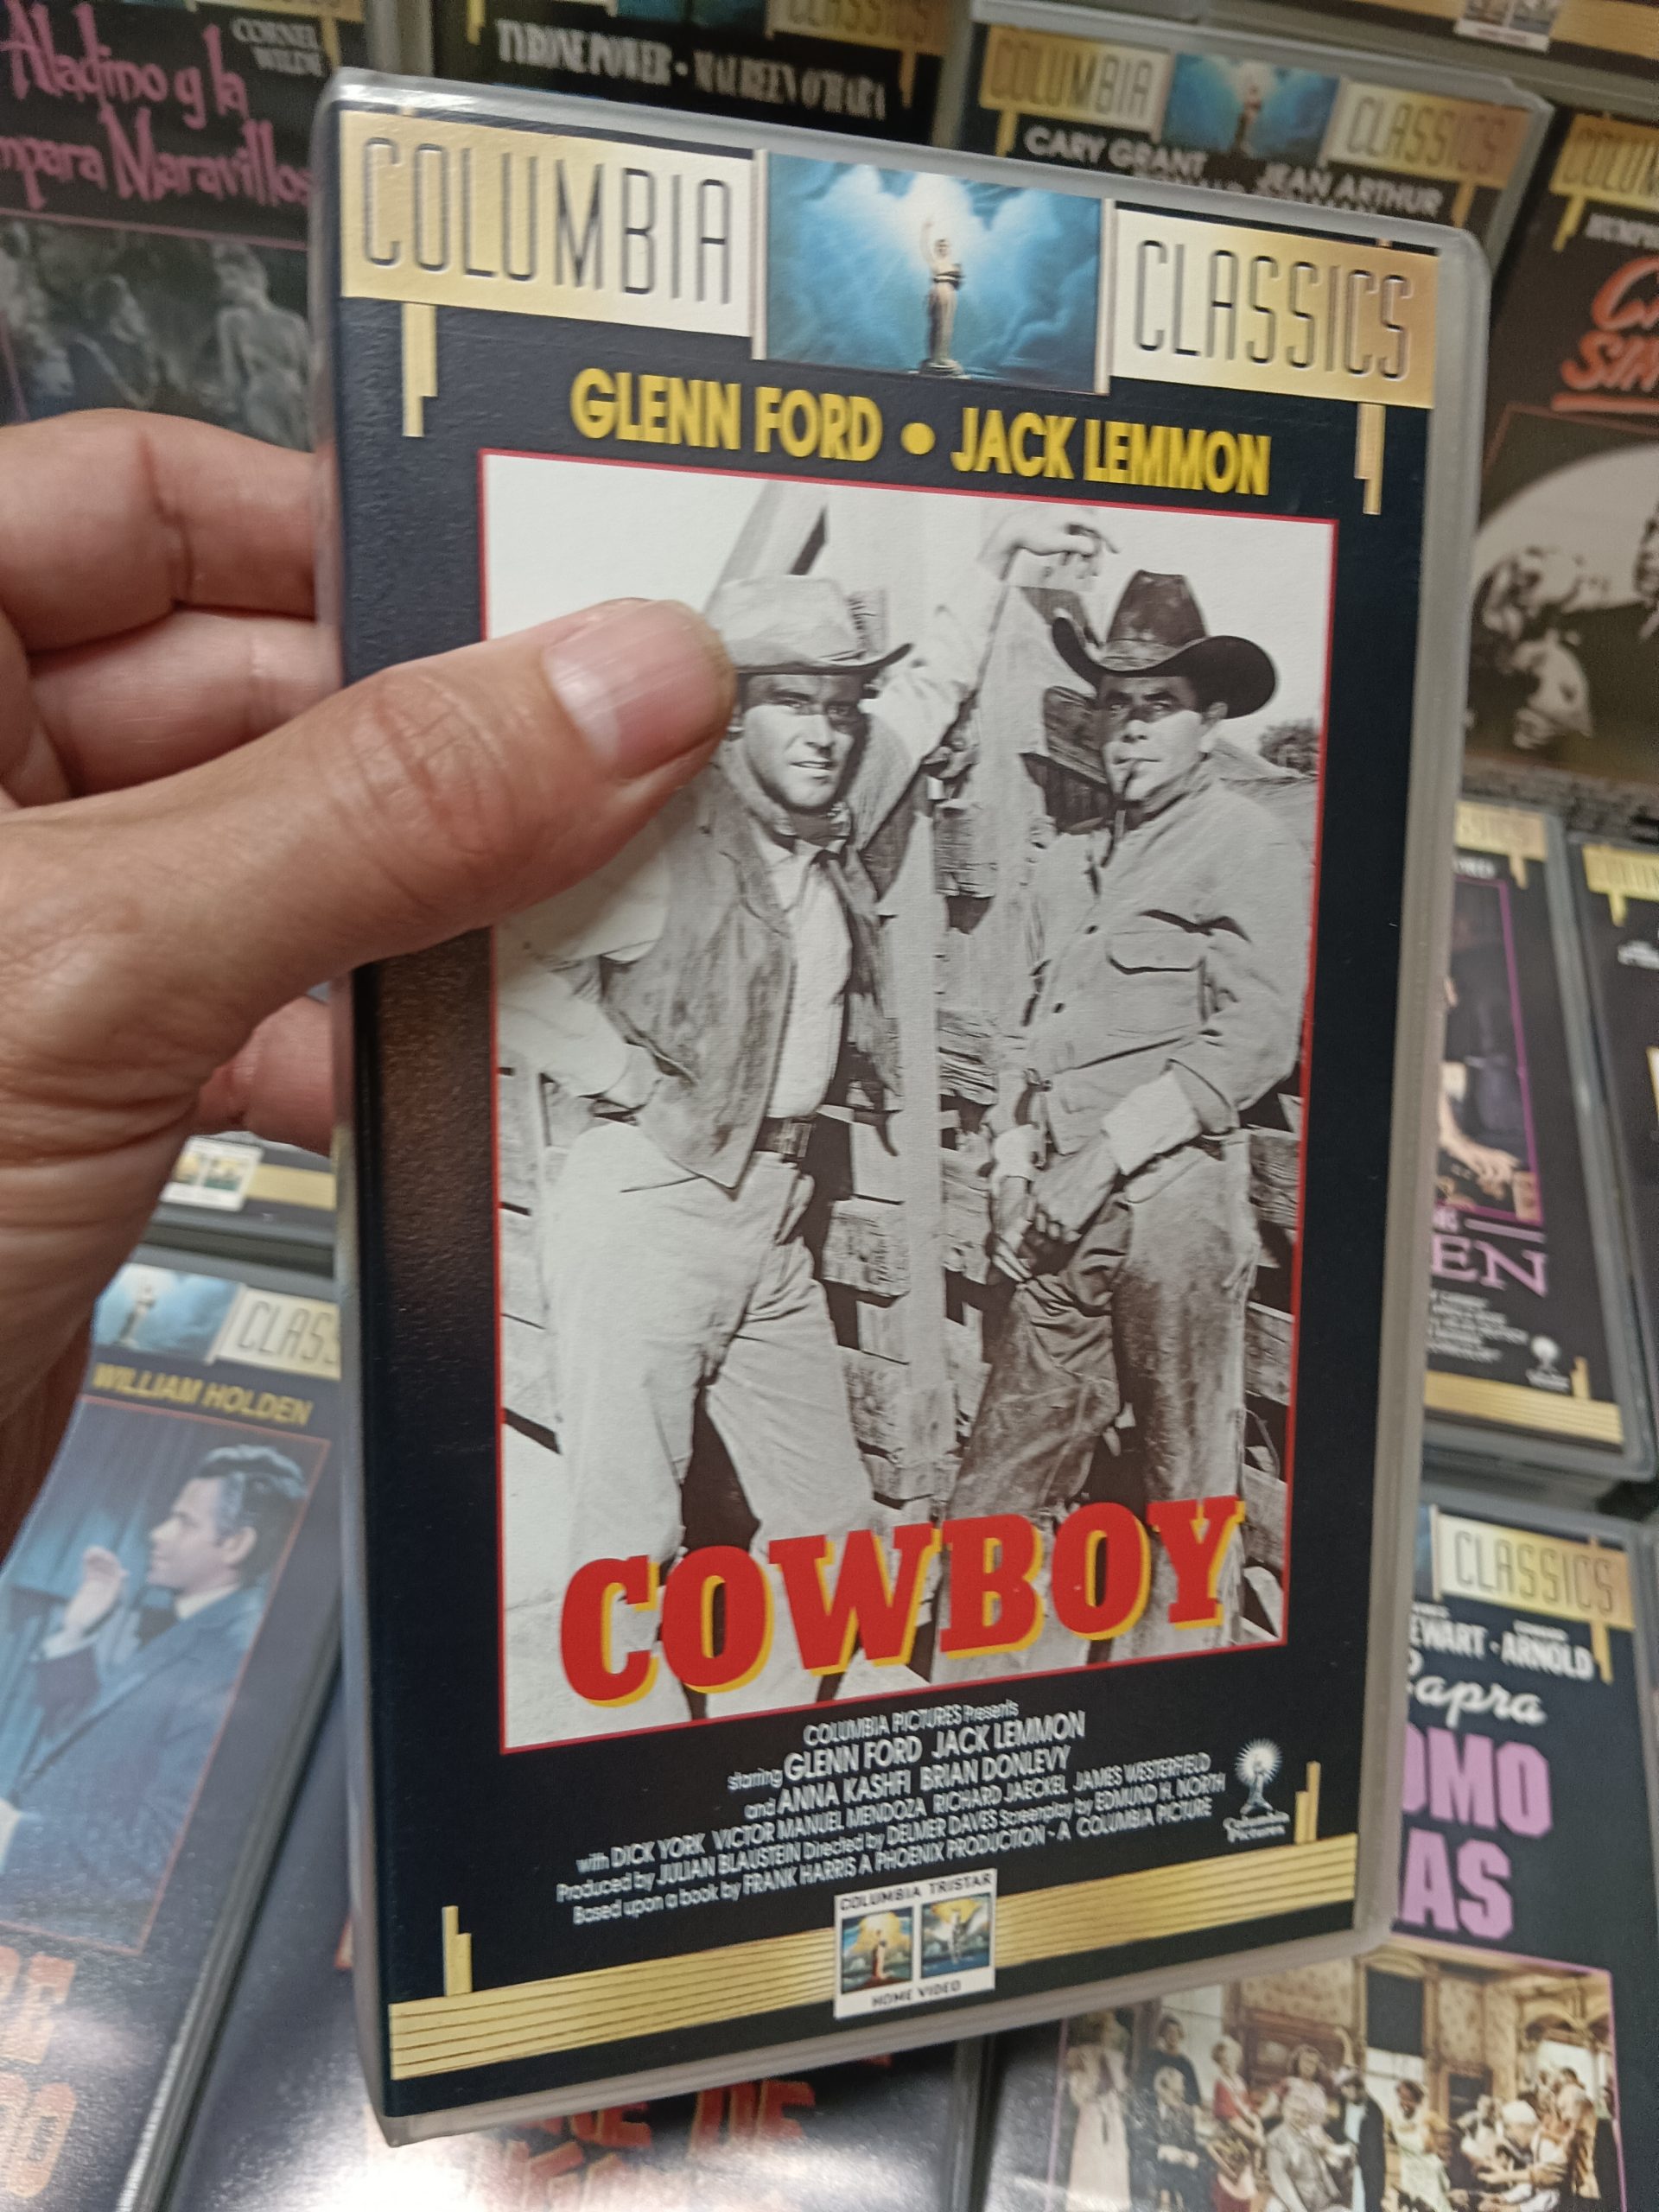 Aladino y la
CORNEL
WILDE
CLASSICS
TYRONE POWER • MAUREEN O'HARA
COLUMBIA CLASSICS
CARY GRANT JEAN ARTHUR
COLUMBIA CLASSICS
GLENN FORD • JACK LEMMON
COWBOY
COLUMBIA PICTURES Presents
starring GLENN FORD JACK LEMMON
and ANNA KASHFI BRIAN DONLEVY
with DICK YORK VICTOR MANUEL MENDOZA RICHARD JAECKEL JAMES WESTERFIELD
Produced by JULIAN BLAUSTEIN Directed by DELMER DAVES Screenplay by EDMUND H. NORTH
Based upon a book by FRANK HARRIS A PHOENIX PRODUCTION - A COLUMBIA PICTURE
Columbia
Pictures
COLUMBIA TRISTAR
HOME VIDEO
WILLIAM HOLDEN
EN
CLASSICS
EWART · ARNOLD
Capra
OMO
AS